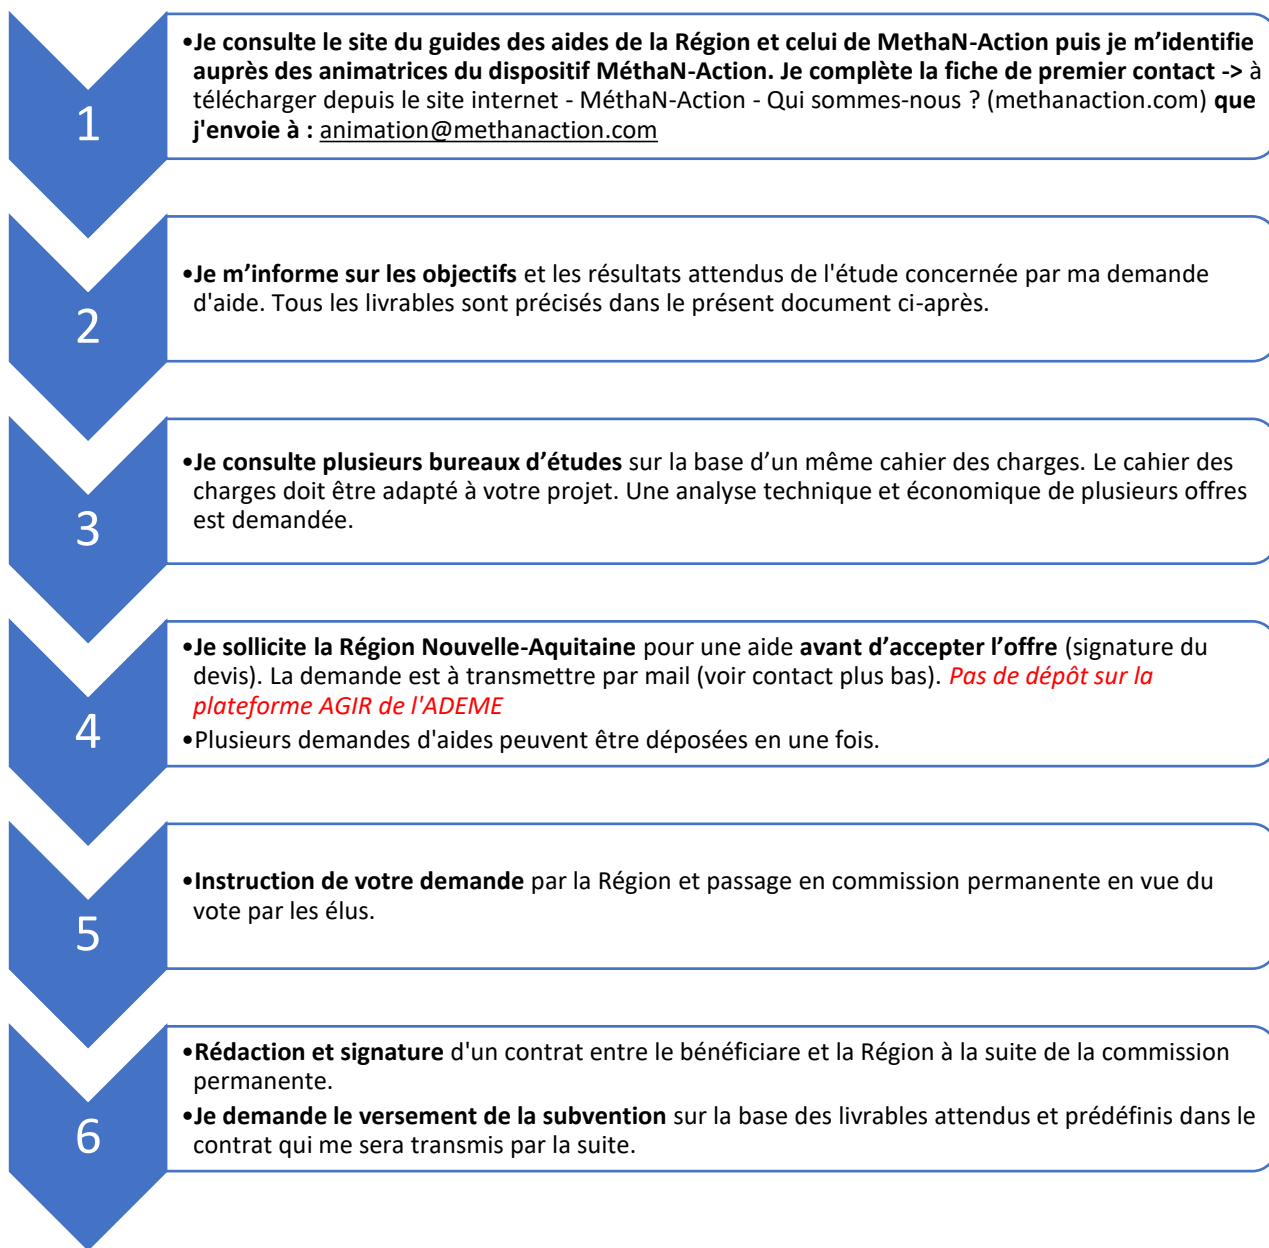 1
•Je consulte le site du guides des aides de la Région et celui de MethaN-Action puis je m’identifie
auprès des animatrices du dispositif MéthaN-Action. Je complète la fiche de premier contact -> à
télécharger depuis le site internet - MéthaN-Action - Qui sommes-nous ? (methanaction.com) que
j'envoie à : animation@methanaction.com
2
•Je m’informe sur les objectifs et les résultats attendus de l'étude concernée par ma demande
d'aide. Tous les livrables sont précisés dans le présent document ci-après.
3
•Je consulte plusieurs bureaux d’études sur la base d’un même cahier des charges. Le cahier des
charges doit être adapté à votre projet. Une analyse technique et économique de plusieurs offres
est demandée.
4
•Je sollicite la Région Nouvelle-Aquitaine pour une aide avant d’accepter l’offre (signature du
devis). La demande est à transmettre par mail (voir contact plus bas). Pas de dépôt sur la
plateforme AGIR de l'ADEME
•Plusieurs demandes d'aides peuvent être déposées en une fois.
5
•Instruction de votre demande par la Région et passage en commission permanente en vue du
vote par les élus.
6
•Rédaction et signature d'un contrat entre le bénéficiare et la Région à la suite de la commission
permanente.
•Je demande le versement de la subvention sur la base des livrables attendus et prédéfinis dans le
contrat qui me sera transmis par la suite.